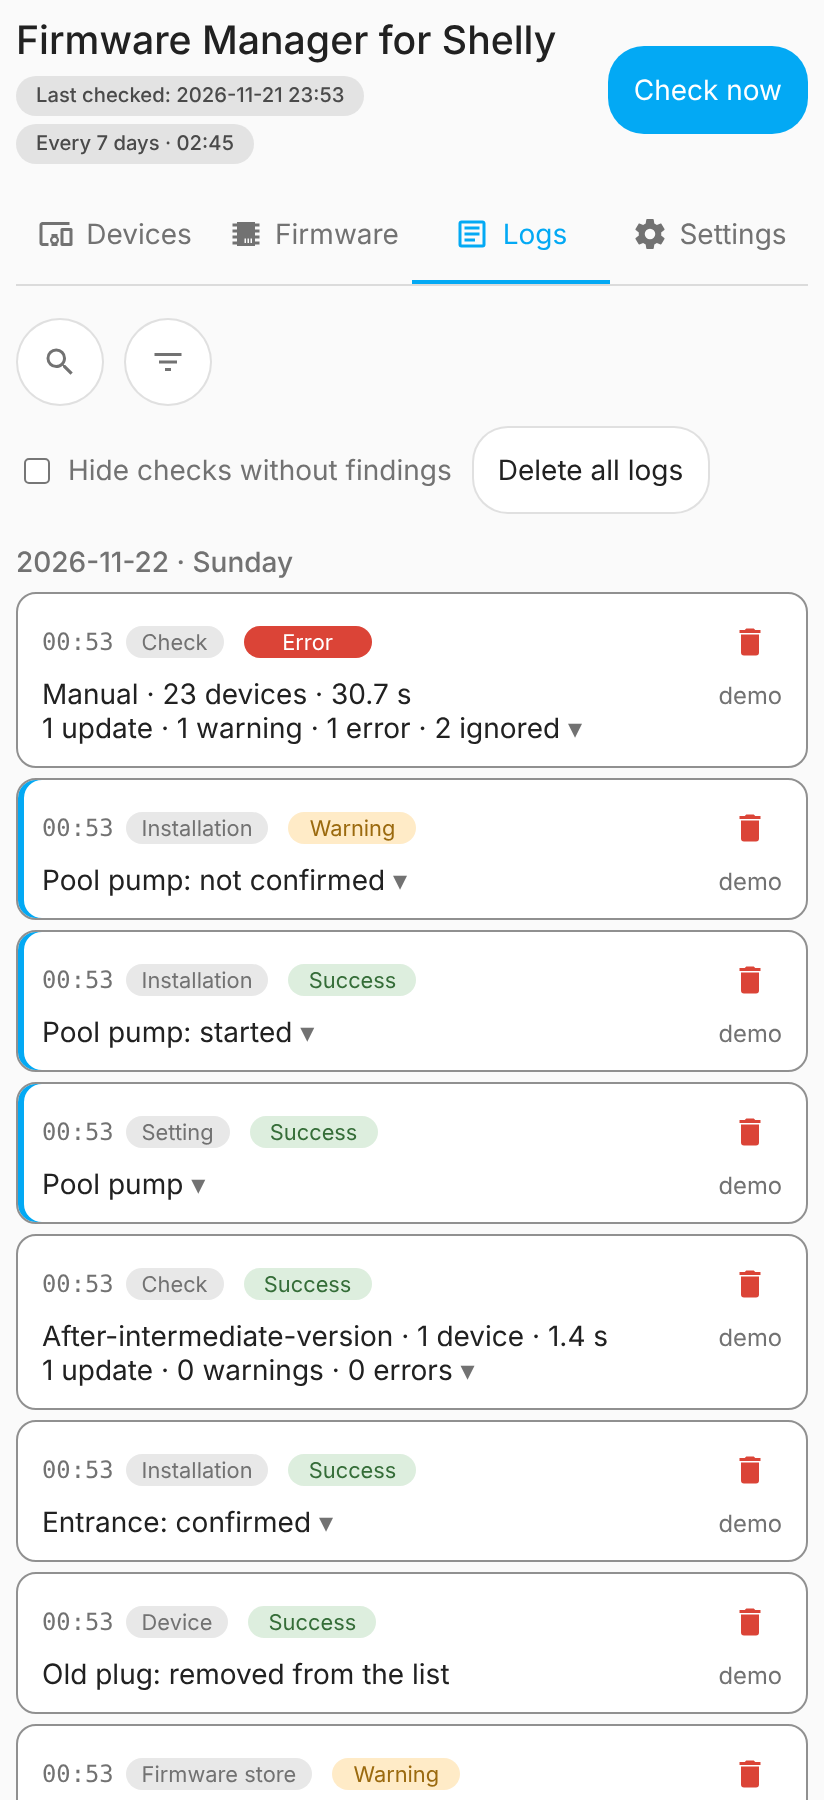 Firmware Manager for Shelly
Last checked: 2026-11-21 23:53
Every 7 days · 02:45
Check now
Devices
Firmware
Logs
Settings
Hide checks without findings
Delete all logs
2026-11-22 · Sunday
00:53 Check Error
Manual · 23 devices · 30.7 s
demo
1 update · 1 warning · 1 error · 2 ignored ▾
00:53 Installation Warning
Pool pump: not confirmed ▾
demo
00:53 Installation Success
Pool pump: started ▾
demo
00:53 Setting Success
Pool pump ▾
demo
00:53 Check Success
After-intermediate-version · 1 device · 1.4 s
demo
1 update · 0 warnings · 0 errors ▾
00:53 Installation Success
Entrance: confirmed ▾
demo
00:53 Device Success
Old plug: removed from the list
demo
00:53 Firmware store Warning